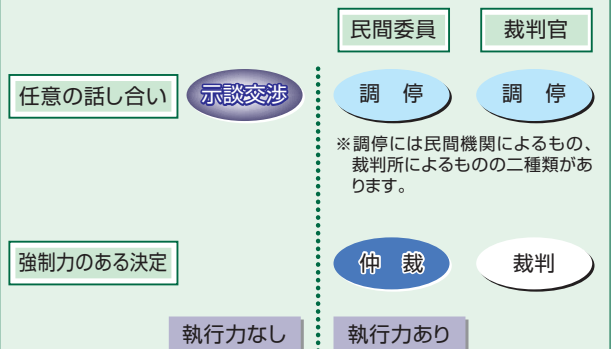 民間委員 裁判官
任意の話し合い 示談交渉 調 停 調 停
※調停には民間機関によるもの、
裁判所によるものの二種類があ
ります。
強制力のある決定 仲 裁 裁判
執行力なし 執行力あり